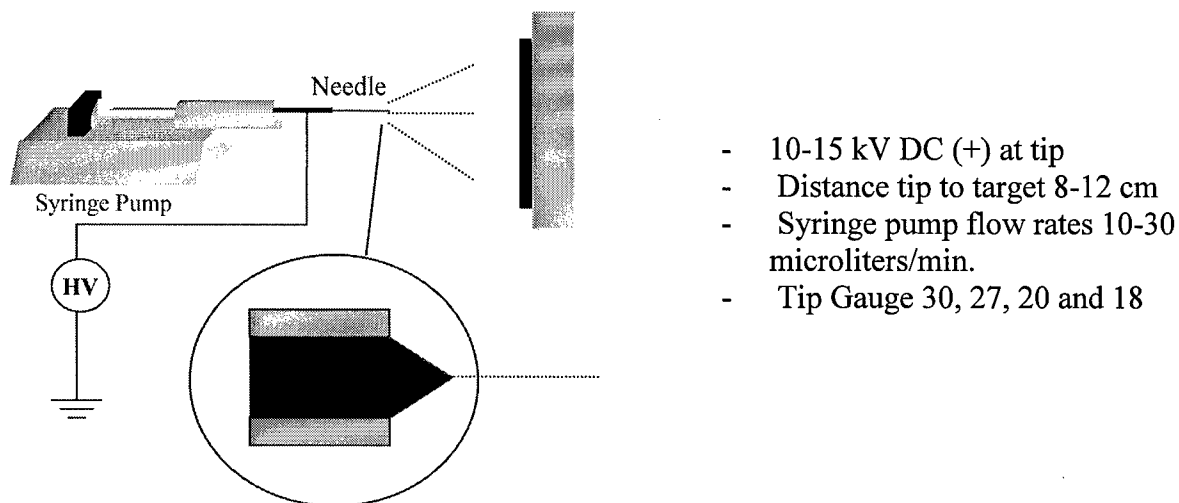 Needle
Syringe Pump
HV
- 10-15 kV DC (+) at tip
- Distance tip to target 8-12 cm
- Syringe pump flow rates 10-30
microliters/min.
- Tip Gauge 30, 27, 20 and 18